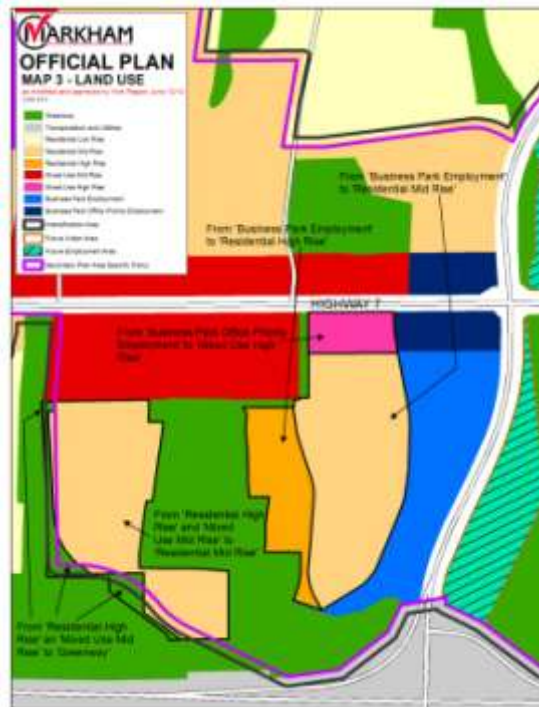 MARKHAM
OFFICIAL PLAN
MAP 3 - LAND USE
Greenway
Transportation and Utilities
Residential Low Rise
Residential Mid Rise
Residential High Rise
Mixed Use Mid Rise
Mixed Use High Rise
Business Park Employment
Business Park Office Priority Employment
Intensification Area
Future Urban Area
Future Employment Area
From 'Business Park Employment'
to 'Residential Mid Rise'
From 'Business Park Employment'
to 'Residential High Rise'
HIGHWAY 7
From 'Business Park Office Priority
Employment' to 'Mixed Use High
Rise'
From 'Residential High
Rise' and 'Mixed
Use Mid Rise' to
'Residential Mid Rise'
From 'Residential High
Rise' an 'Mixed Use Mid
Rise' to 'Greenway'